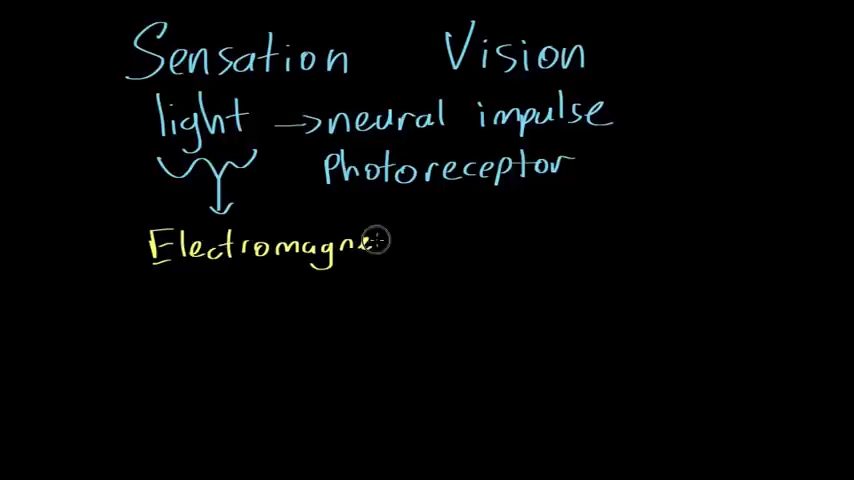 Sensation Vision
light → neural impulse
Photoreceptor
Electromagne